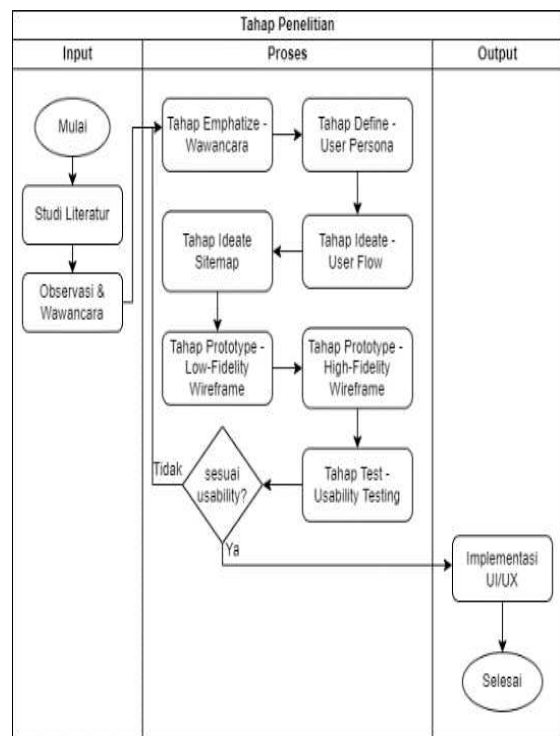 Tahap Penelitian
Input
Proses
Output
Mulai
Studi Literatur
Observasi &
Wawancara
Tahap Emphatize -
Wawancara
Tahap Define -
User Persona
Tahap Ideate -
User Flow
Tahap Ideate
Sitemap
Tahap Prototype -
Low-Fidelity
Wireframe
Tahap Prototype -
High-Fidelity
Wireframe
Tahap Test -
Usability Testing
sesuai
usability?
Tidak
Ya
Implementasi
UI/UX
Selesai